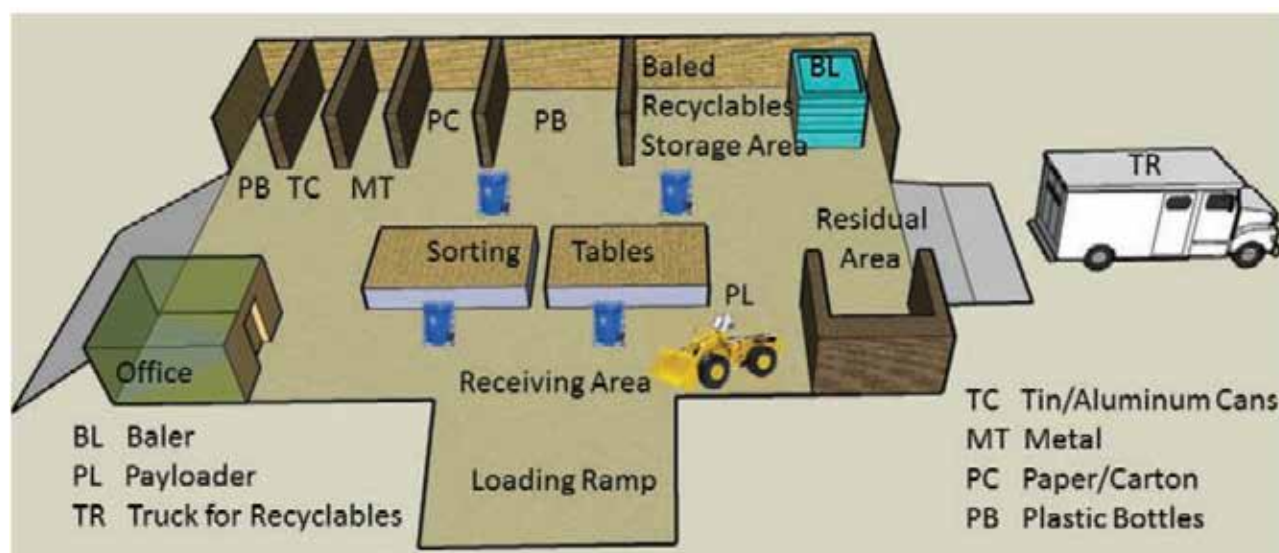 Baled
BL
Recyclables
PC
PB
Storage Area
PB
TC
MT
TR
Residual
Area
Sorting
Tables
PL
Office
Receiving Area
Loading Ramp
BL Baler
PL Payloader
TR Truck for Recyclables
TC Tin/Aluminum Cans
MT Metal
PC Paper/Carton
PB Plastic Bottles